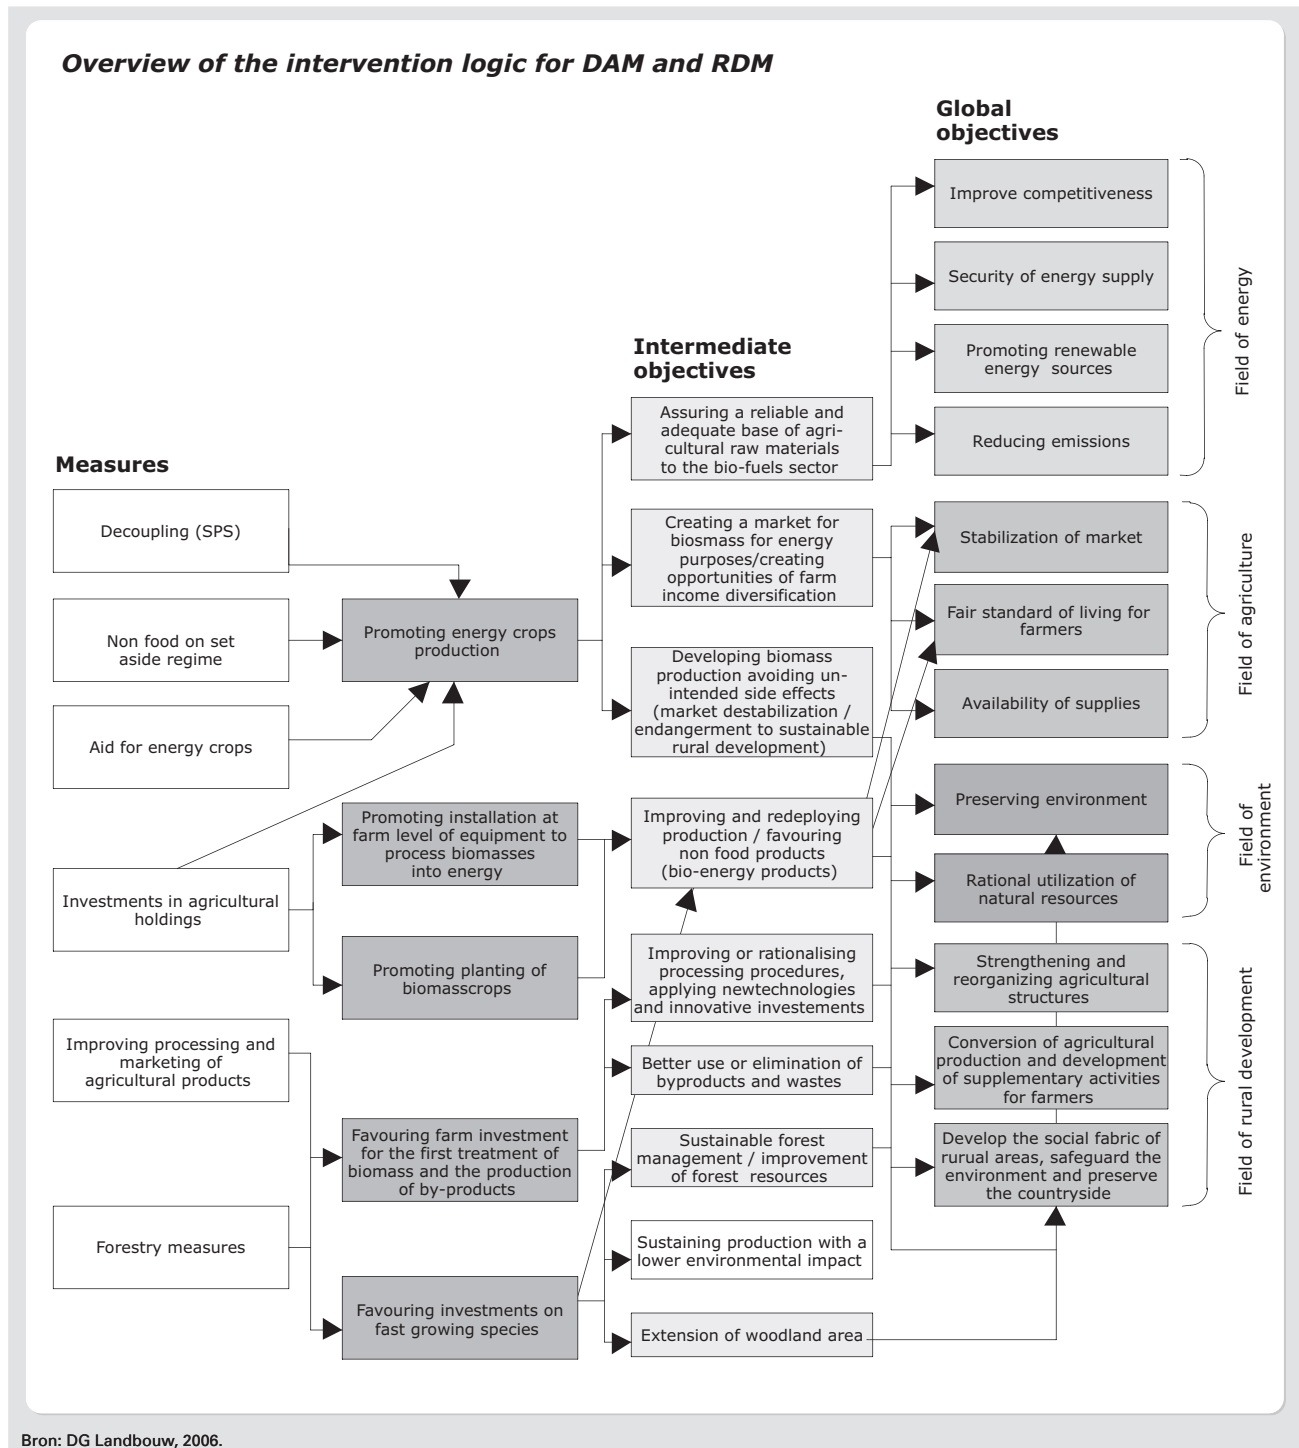 Overview of the intervention logic for DAM and RDM
Measures
Decoupling (SPS)
Non food on set
aside regime
Aid for energy crops
Investments in agricultural
holdings
Improving processing and
marketing of
agricultural products
Forestry measures
Promoting energy crops
production
Promoting installation at
farm level of equipment to
process biomasses
into energy
Promoting planting of
biomasscrops
Favouring farm investment
for the first treatment of
biomass and the production
of by-products
Favouring investments on
fast growing species
Intermediate
objectives
Assuring a reliable and
adequate base of agri-
cultural raw materials
to the bio-fuels sector
Creating a market for
biosmass for energy
purposes/creating
opportunities of farm
income diversification
Developing biomass
production avoiding un-
intended side effects
(market destabilization /
endangerment to sustainable
rural development)
Improving and redeploying
production / favouring
non food products
(bio-energy products)
Improving or rationalising
processing procedures,
applying newtechnologies
and innovative investements
Better use or elimination of
byproducts and wastes
Sustainable forest
management / improvement
of forest resources
Sustaining production with a
lower environmental impact
Extension of woodland area
Global
objectives
Improve competitiveness
Security of energy supply
Promoting renewable
energy sources
Reducing emissions
Stabilization of market
Fair standard of living for
farmers
Availability of supplies
Preserving environment
Rational utilization of
natural resources
Strengthening and
reorganizing agricultural
structures
Conversion of agricultural
production and development
of supplementary activities
for farmers
Develop the social fabric of
rurual areas, safeguard the
environment and preserve
the countryside
Field of energy
Field of agriculture
Field of
environment
Field of rural development
Bron: DG Landbouw, 2006.